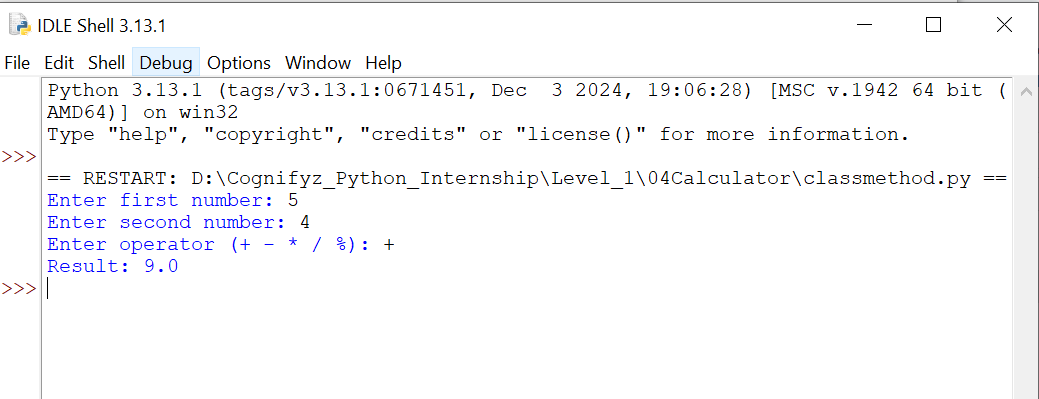 IDLE Shell 3.13.1
File Edit Shell Debug Options Window Help
Python 3.13.1 (tags/v3.13.1:0671451, Dec  3 2024, 19:06:28) [MSC v.1942 64 bit (
AMD64)] on win32
Type "help", "copyright", "credits" or "license()" for more information.
>>>
== RESTART: D:\Cognifyz_Python_Internship\Level_1\04Calculator\classmethod.py ==
Enter first number: 5
Enter second number: 4
Enter operator (+ - * / %): +
Result: 9.0
>>>